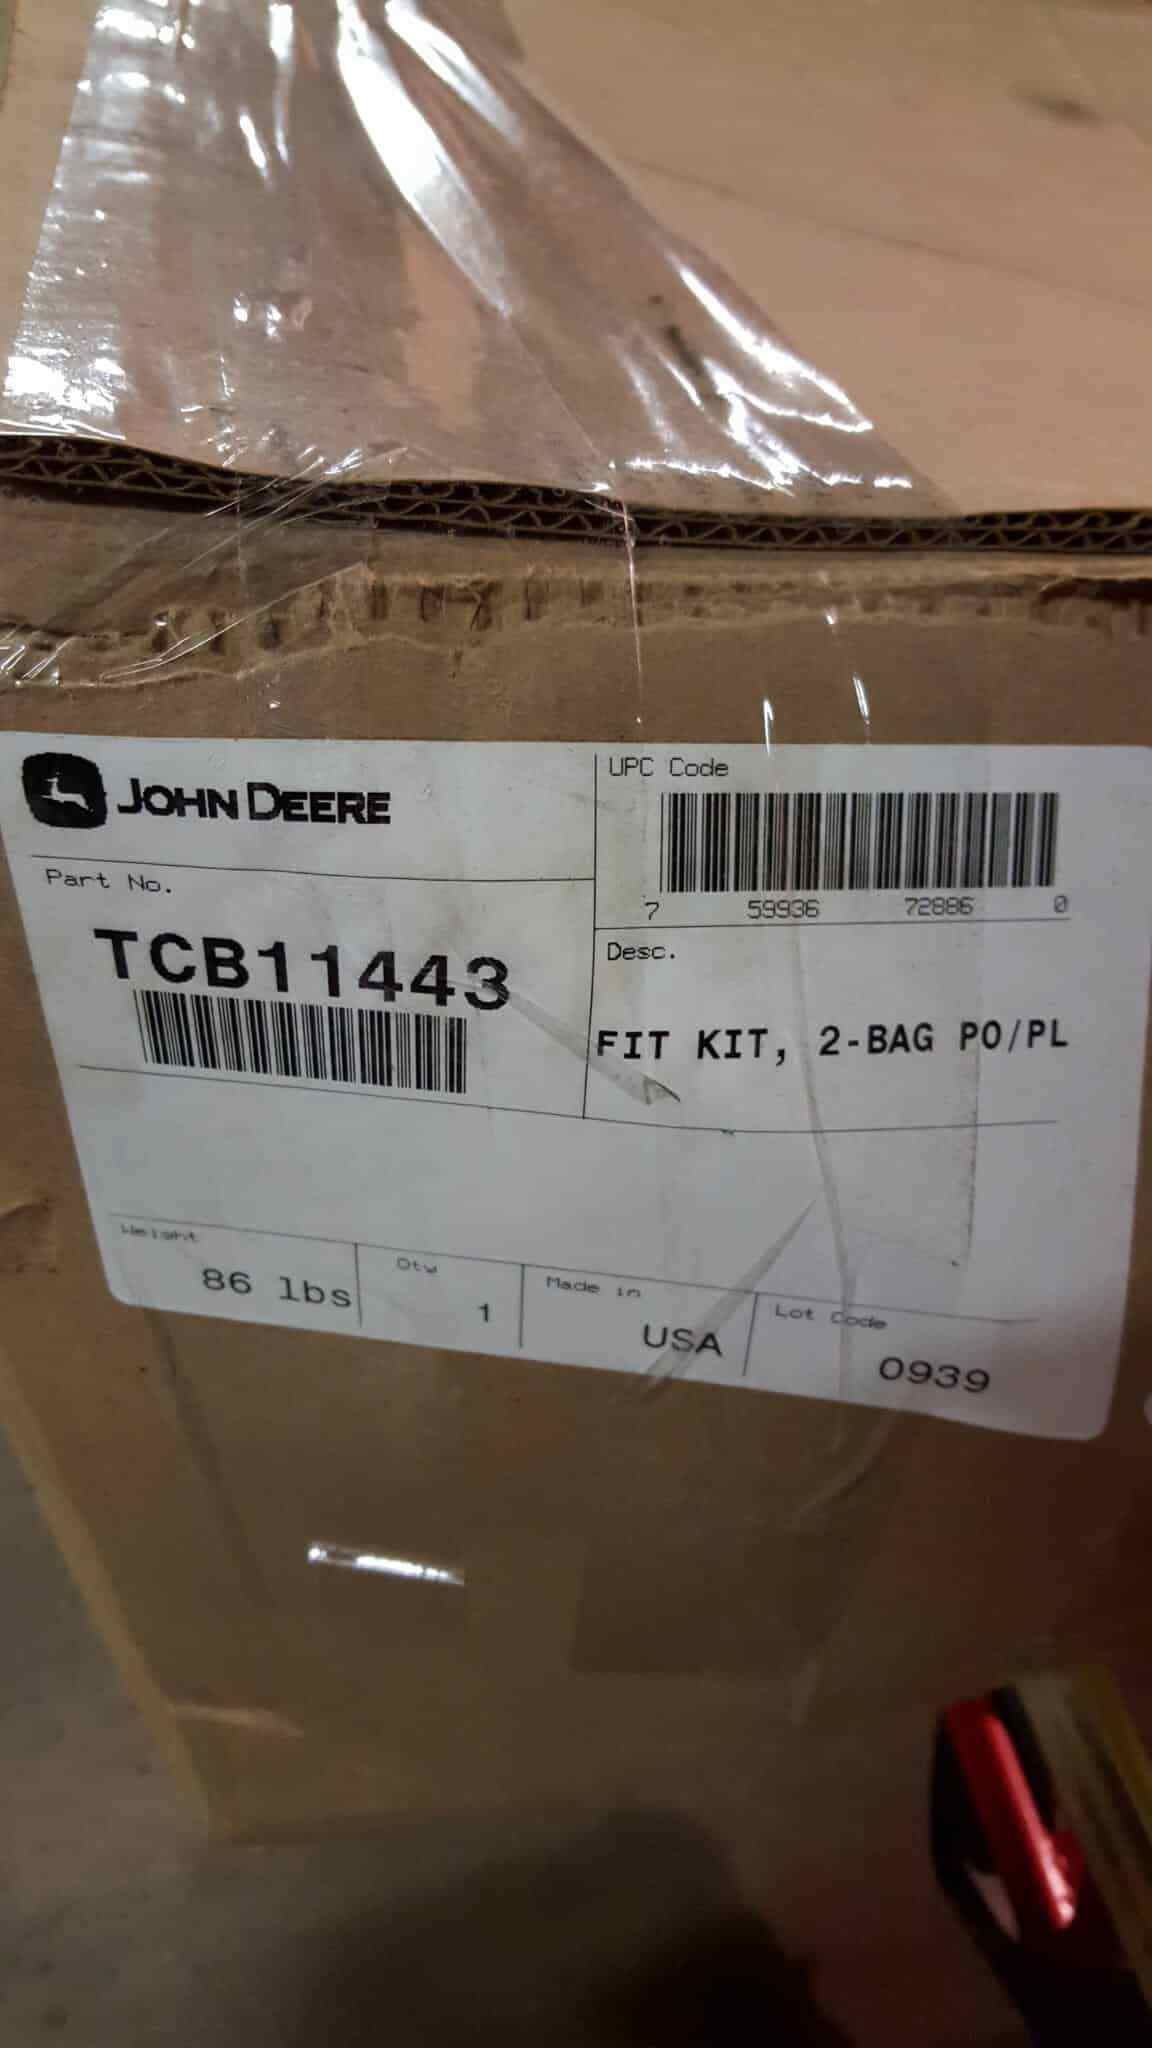 JOHN DEERE
UPC Code
7 59936 72886 0
Part No.
TCB11443
Desc.
FIT KIT, 2-BAG PO/PL
Weight
86 lbs
Qty
1
Made in
USA
Lot Code
0939